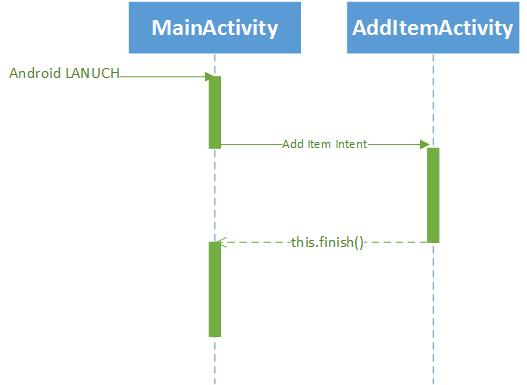 MainActivity
AddItemActivity
Android LANUCH
Add Item Intent
this.finish()